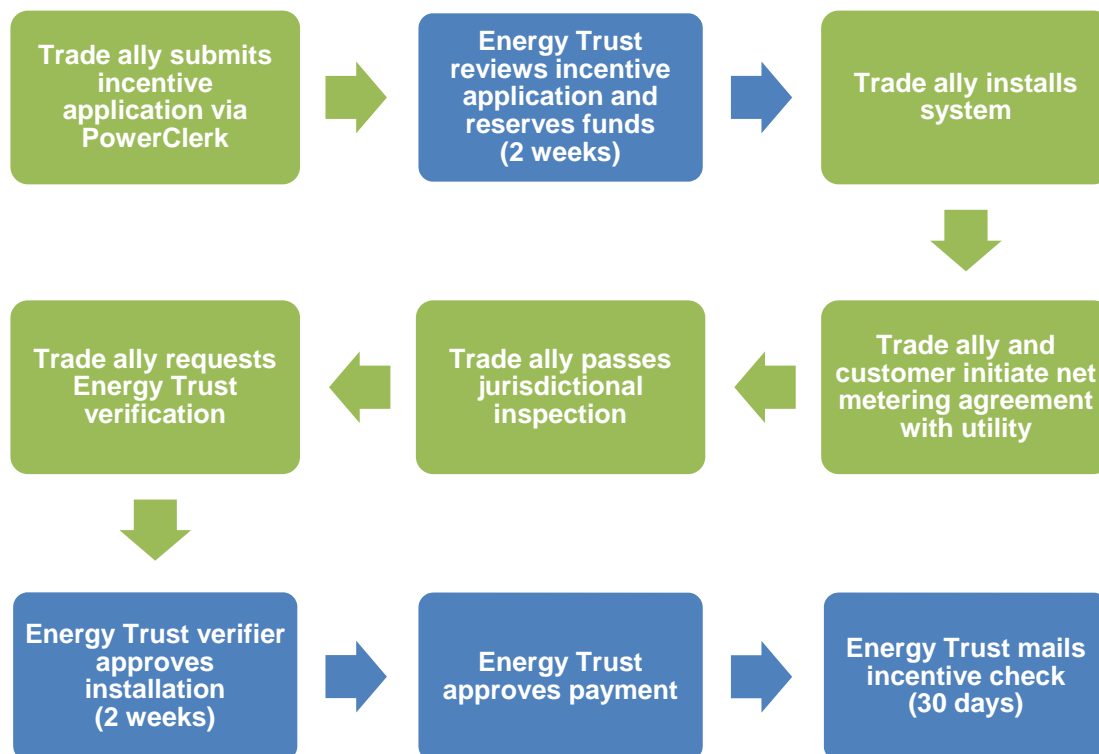 Trade ally submits
incentive
application via
PowerClerk
Energy Trust
reviews incentive
application and
reserves funds
(2 weeks)
Trade ally installs
system
Trade ally and
customer initiate net
metering agreement
with utility
Trade ally passes
jurisdictional
inspection
Trade ally requests
Energy Trust
verification
Energy Trust verifier
approves
installation
(2 weeks)
Energy Trust
approves payment
Energy Trust mails
incentive check
(30 days)